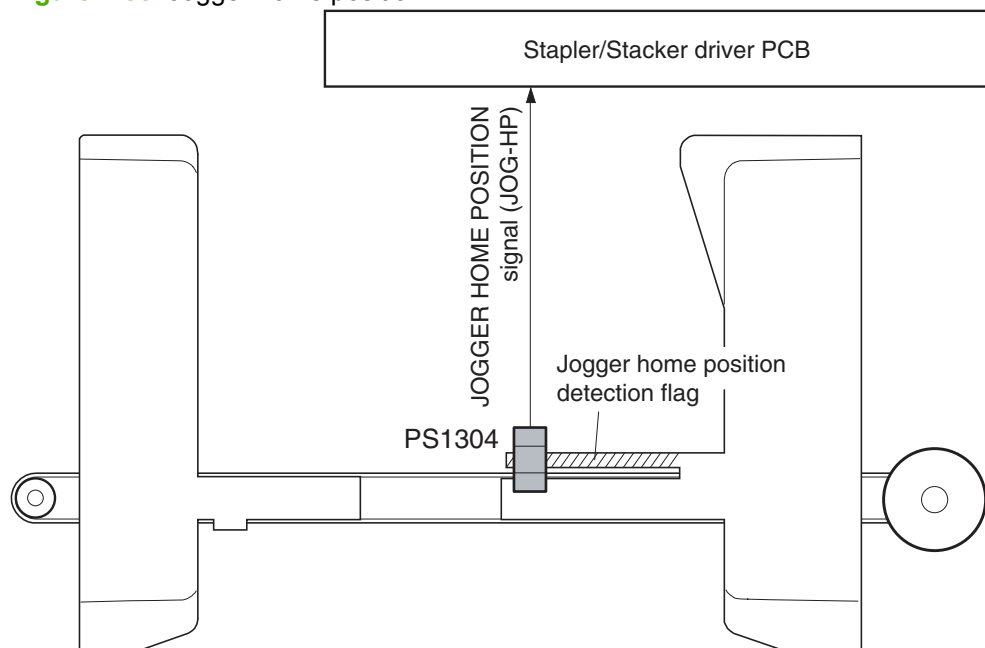 Stapler/Stacker driver PCB
JOGGER HOME POSITION
signal (JOG-HP)
Jogger home position
detection flag
PS1304